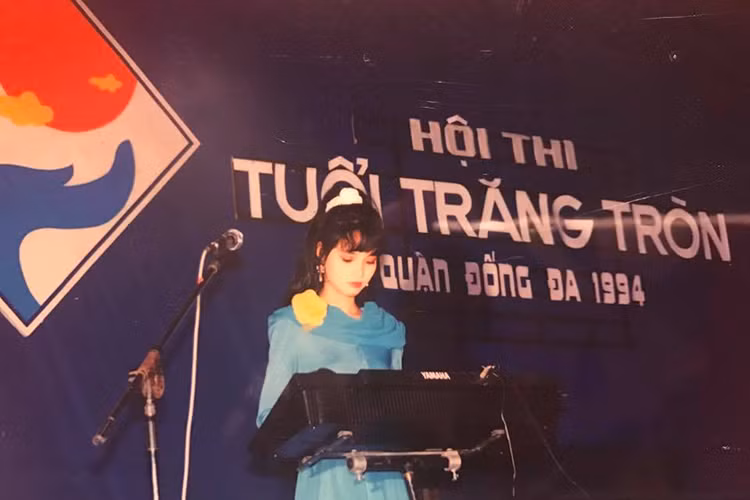 HỘI THI
TUỔI TRĂNG TRÒN
QUẬN ĐỐNG ĐA 1994
YAMAHA